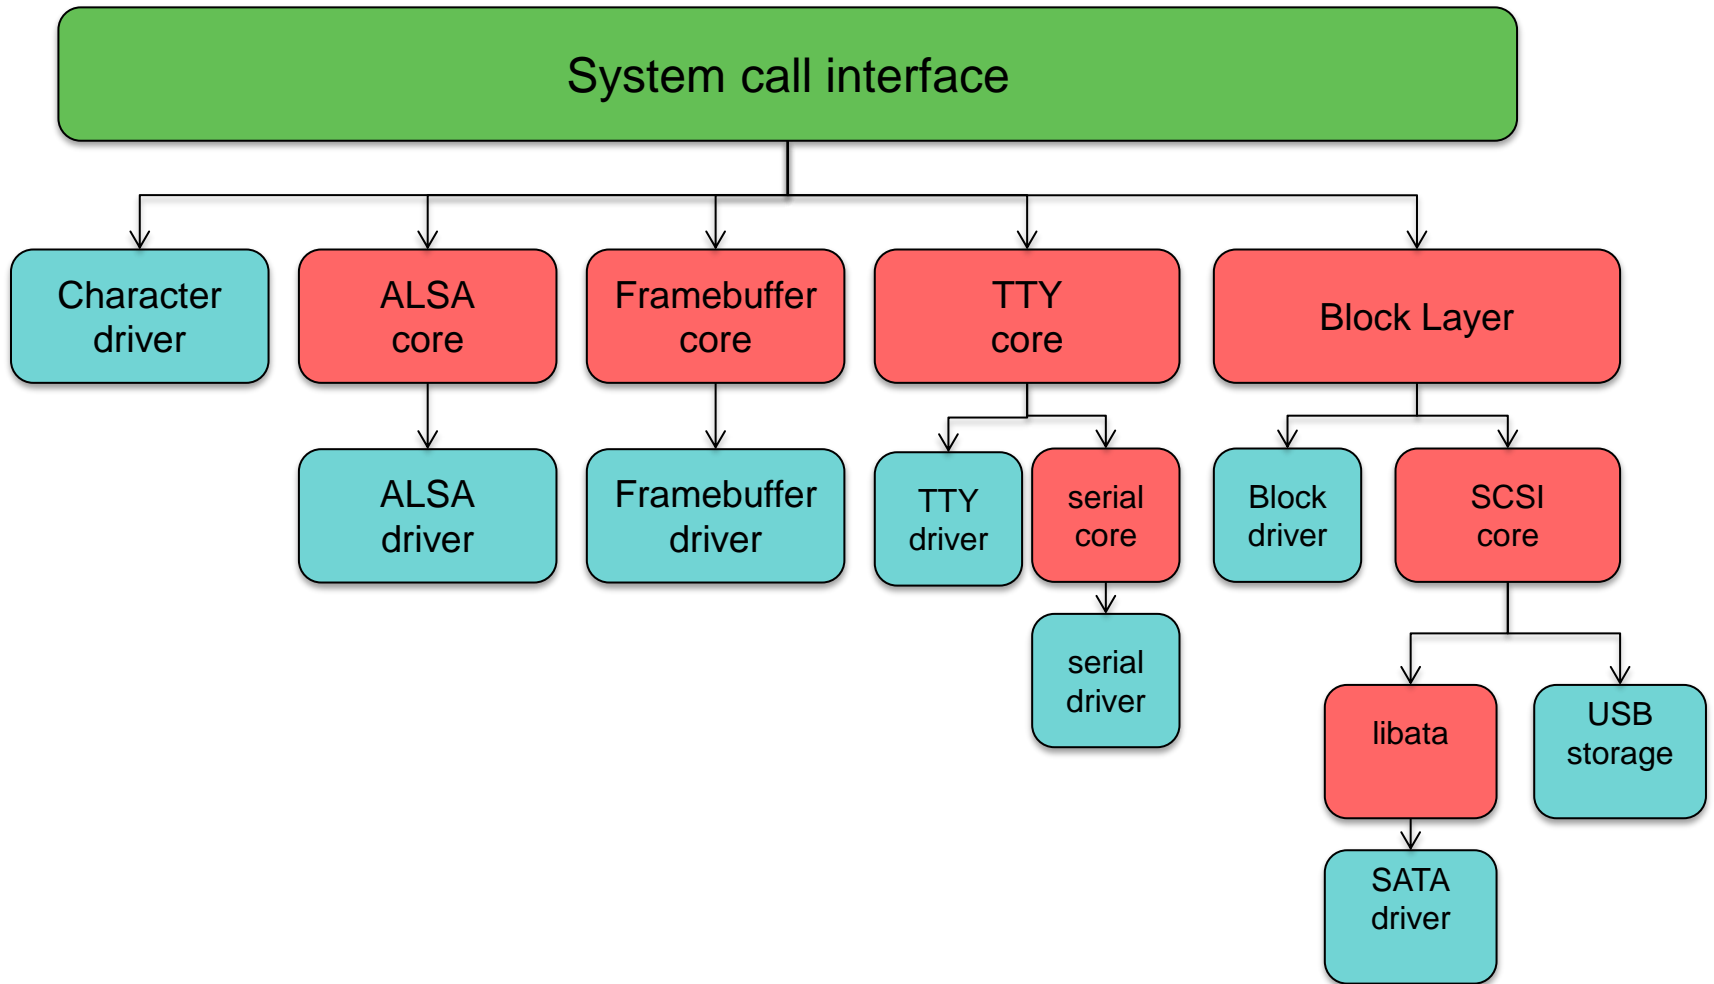 System call interface
Character
driver
ALSA
core
Framebuffer
core
TTY
core
Block Layer
ALSA
driver
Framebuffer
driver
TTY
driver
serial
core
Block
driver
SCSI
core
serial
driver
libata
USB
storage
SATA
driver